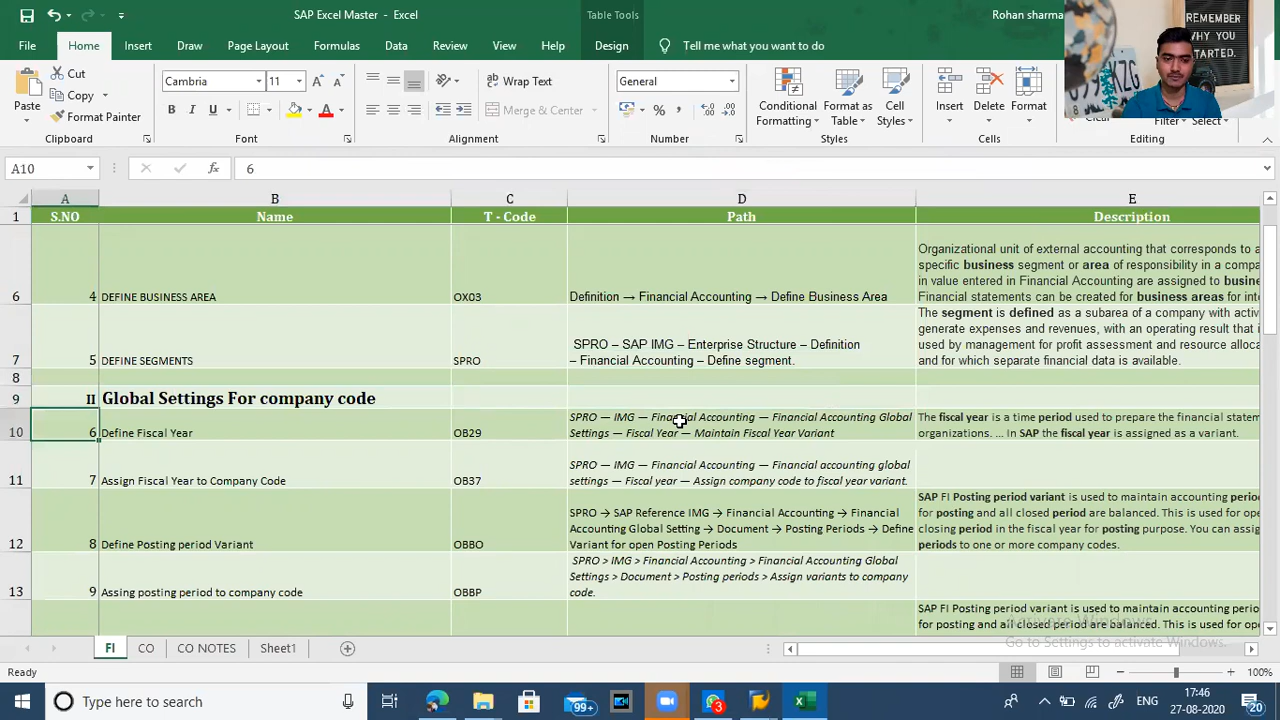 SAP Excel Master - Excel
Table Tools
Rohan sharma
File Home Insert Draw Page Layout Formulas Data Review View Help Design Tell me what you want to do
REMEMBER
WHY YOU
STARTED.
Paste
Cut
Copy
Format Painter
Clipboard
Cambria 11
B I U
Font
Wrap Text
Merge & Center
Alignment
General
Number
Conditional Formatting
Format as Table
Cell Styles
Styles
Insert Delete Format
Cells
Clear
Filter Select
Editing
A10 fx 6
A B C D E
1 S.NO Name T - Code Path Description
Organizational unit of external accounting that corresponds to a
specific business segment or area of responsibility in a compa
in value entered in Financial Accounting are assigned to busine
6 4 DEFINE BUSINESS AREA OX03 Definition → Financial Accounting → Define Business Area Financial statements can be created for business areas for inte
The segment is defined as a subarea of a company with activ
SPRO – SAP IMG – Enterprise Structure – Definition generate expenses and revenues, with an operating result that i
used by management for profit assessment and resource alloca
7 5 DEFINE SEGMENTS SPRO – Financial Accounting – Define segment. and for which separate financial data is available.
8
9 II Global Settings For company code
SPRO — IMG — Financial Accounting — Financial Accounting Global The fiscal year is a time period used to prepare the financial statem
10 6 Define Fiscal Year OB29 Settings — Fiscal Year — Maintain Fiscal Year Variant organizations. ... In SAP the fiscal year is assigned as a variant.
SPRO — IMG — Financial Accounting — Financial accounting global
11 7 Assign Fiscal Year to Company Code OB37 settings — Fiscal year — Assign company code to fiscal year variant.
SAP FI Posting period variant is used to maintain accounting perio
SPRO → SAP Reference IMG → Financial Accounting → Financial for posting and all closed period are balanced. This is used for ope
Accounting Global Setting → Document → Posting Periods → Define closing period in the fiscal year for posting purpose. You can assig
12 8 Define Posting period Variant OBBO Variant for open Posting Periods periods to one or more company codes.
SPRO > IMG > Financial Accounting > Financial Accounting Global
Settings > Document > Posting periods > Assign variants to company
13 9 Assing posting period to company code OBBP code.
SAP FI Posting period variant is used to maintain accounting perio
for posting and all closed period are balanced. This is used for ope
Activate Windows
Go to Settings to activate Windows.
FI CO CO NOTES Sheet1
Ready 100%
Type here to search
99+
3
ENG
17:46
27-08-2020
20